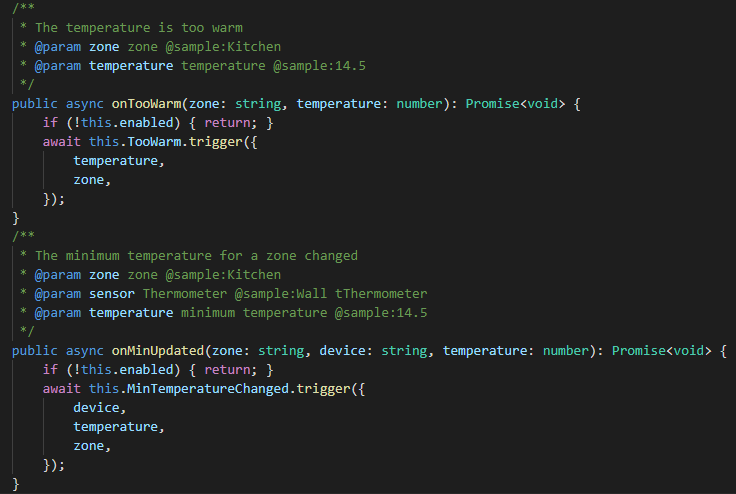 /**
 * The temperature is too warm
 * @param zone zone @sample:Kitchen
 * @param temperature temperature @sample:14.5
 */
public async onTooWarm(zone: string, temperature: number): Promise<void> {
    if (!this.enabled) { return; }
    await this.TooWarm.trigger({
        temperature,
        zone,
    });
}
/**
 * The minimum temperature for a zone changed
 * @param zone zone @sample:Kitchen
 * @param sensor Thermometer @sample:Wall tThermometer
 * @param temperature minimum temperature @sample:14.5
 */
public async onMinUpdated(zone: string, device: string, temperature: number): Promise<void> {
    if (!this.enabled) { return; }
    await this.MinTemperatureChanged.trigger({
        device,
        temperature,
        zone,
    });
}